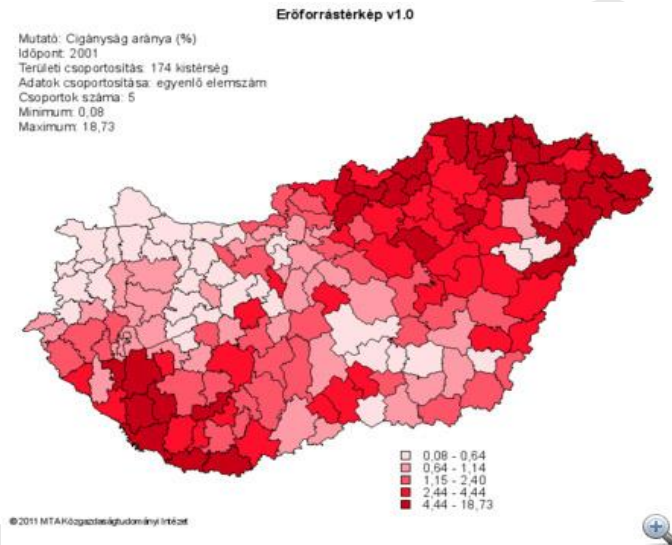 Erőforrástérkép v1.0
Mutató: Cigányság aránya (%)
Időpont: 2001
Területi csoportosítás: 174 kistérség
Adatok csoportosítása: egyenlő elemszám
Csoportok száma: 5
Minimum: 0,08
Maximum: 18,73
0,08 - 0,64
0,64 - 1,14
1,15 - 2,40
2,44 - 4,44
4,44 - 18,73
© 2011 MTA Közgazdaságtudományi Intézet